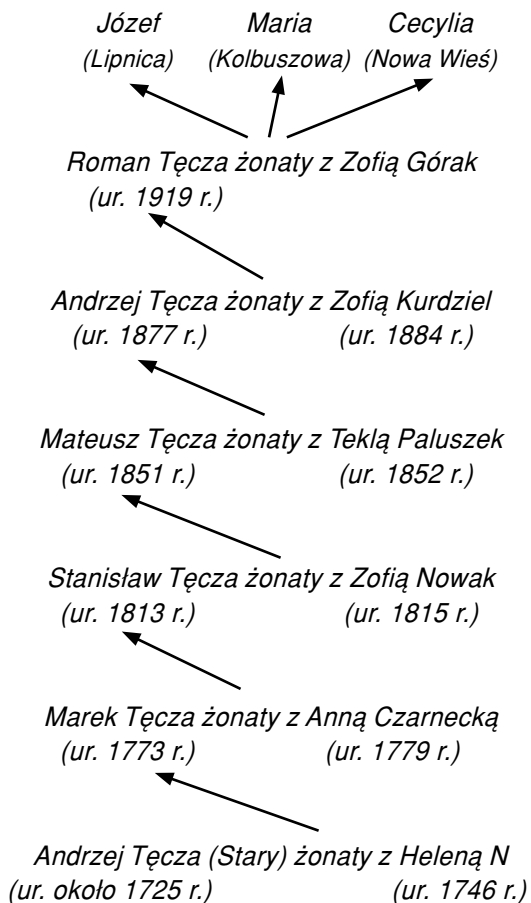 Józef Maria Cecylia
(Lipnica) (Kolbuszowa) (Nowa Wieś)
Roman Tęcza żonaty z Zofią Górak
(ur. 1919 r.)
Andrzej Tęcza żonaty z Zofią Kurdziel
(ur. 1877 r.) (ur. 1884 r.)
Mateusz Tęcza żonaty z Teklą Paluszek
(ur. 1851 r.) (ur. 1852 r.)
Stanisław Tęcza żonaty z Zofią Nowak
(ur. 1813 r.) (ur. 1815 r.)
Marek Tęcza żonaty z Anną Czarnecką
(ur. 1773 r.) (ur. 1779 r.)
Andrzej Tęcza (Stary) żonaty z Heleną N
(ur. około 1725 r.) (ur. 1746 r.)